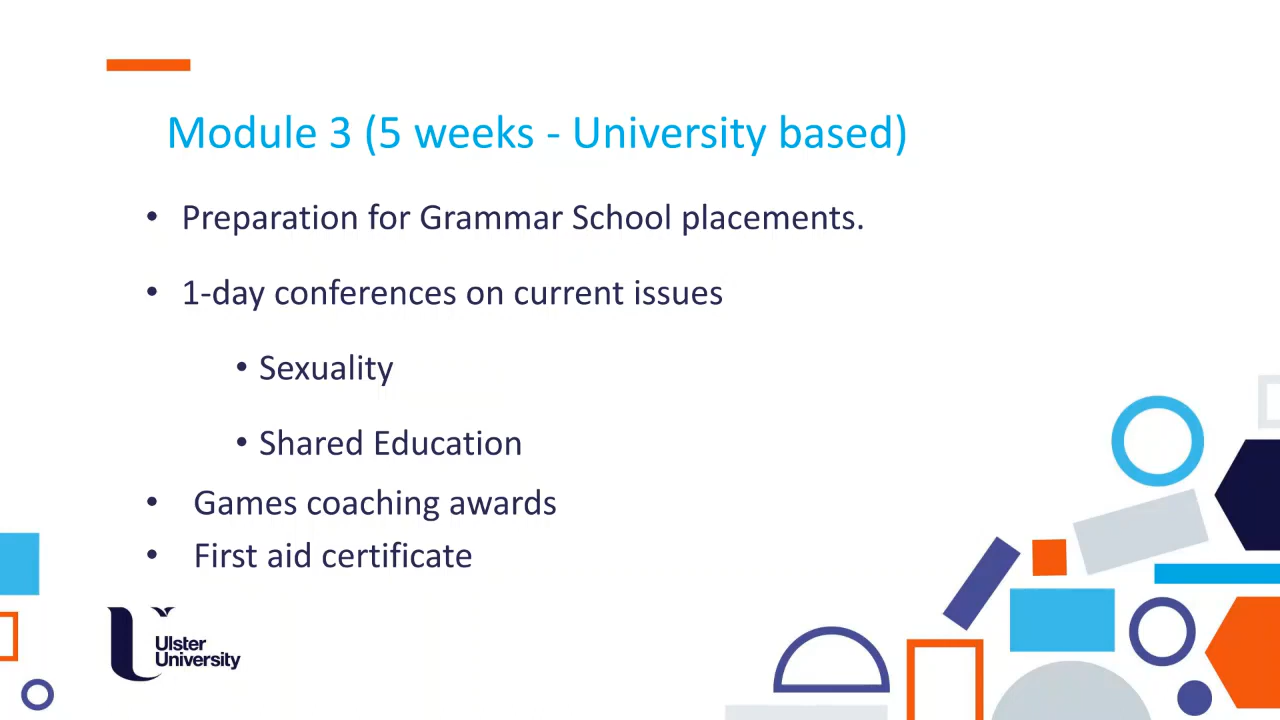 Module 3 (5 weeks - University based)
• Preparation for Grammar School placements.
• 1-day conferences on current issues
• Sexuality
• Shared Education
• Games coaching awards
• First aid certificate
Ulster
University